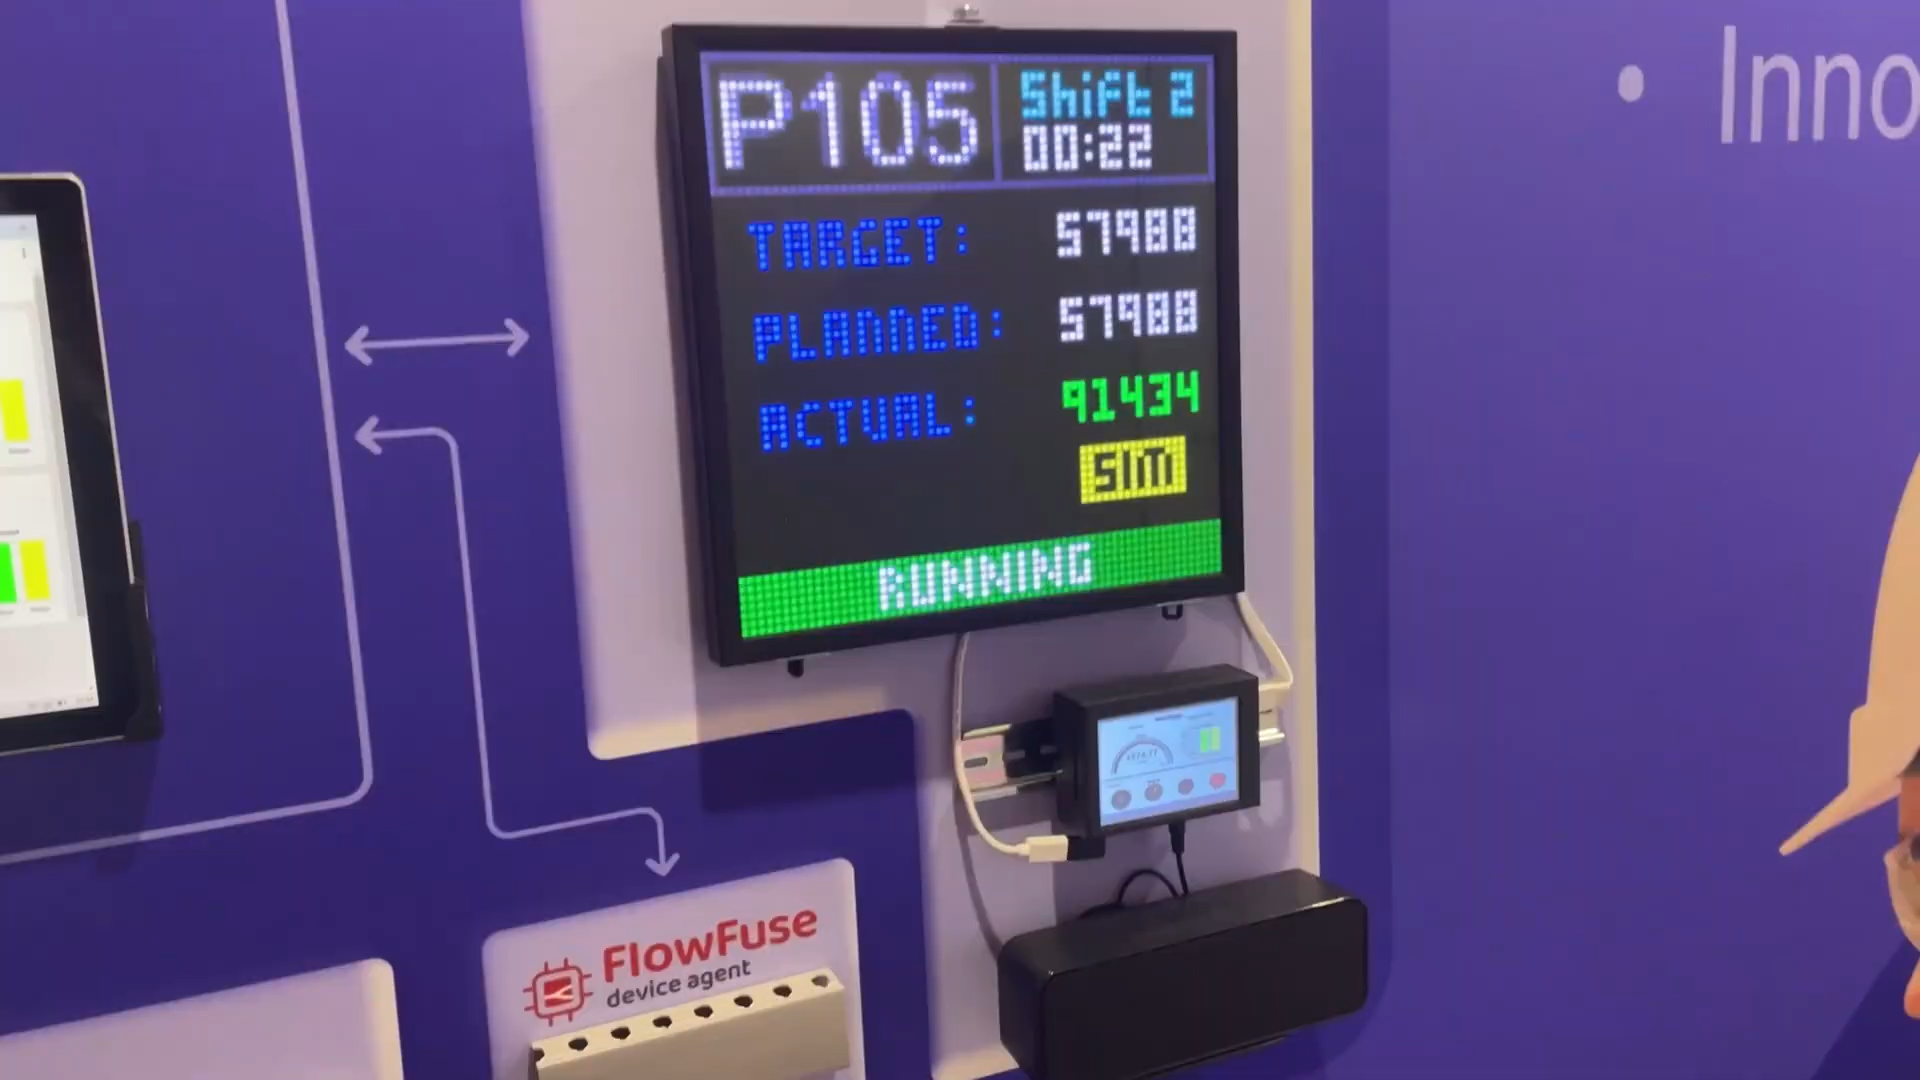 P105
Shift 2
00:22
TARGET: 57988
PLANNED: 57988
ACTUAL: 91434
SIM
RUNNING
FlowFuse
device agent
• Inno